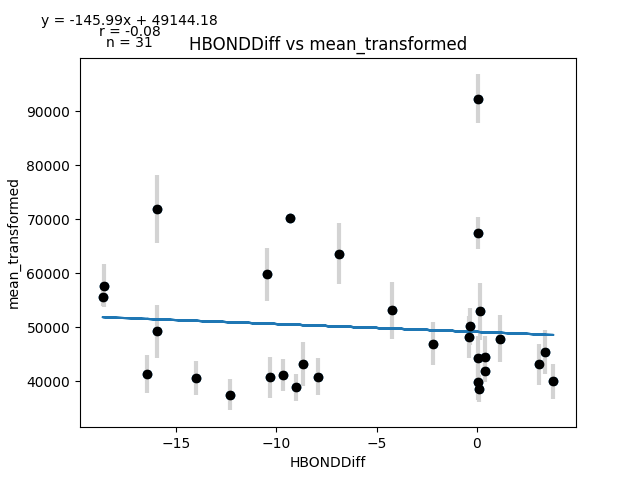 y = -145.99x + 49144.18
r = -0.08
n = 31
HBONDDiff vs mean_transformed
mean_transformed
90000
80000
70000
60000
50000
40000
−15
−10
−5
0
HBONDDiff